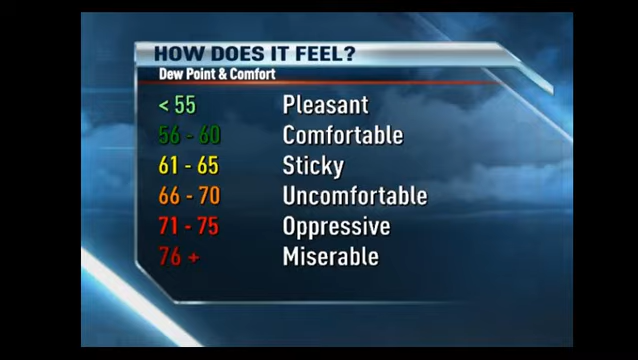 HOW DOES IT FEEL?
Dew Point & Comfort
< 55 Pleasant
56 - 60 Comfortable
61 - 65 Sticky
66 - 70 Uncomfortable
71 - 75 Oppressive
76 + Miserable